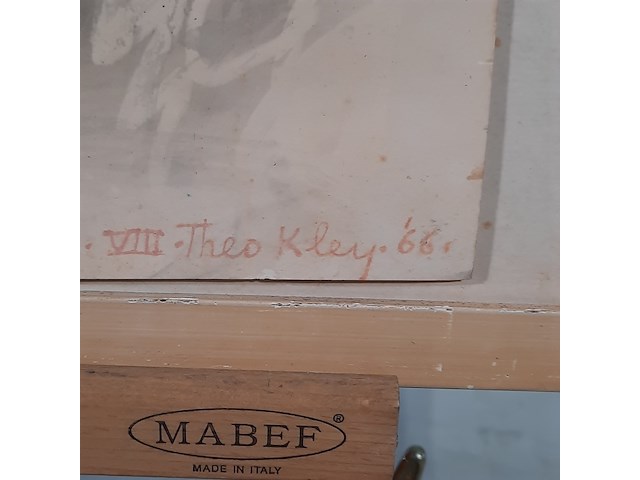 . VIII · Theo Kley. '66.
MABEF ®
MADE IN ITALY